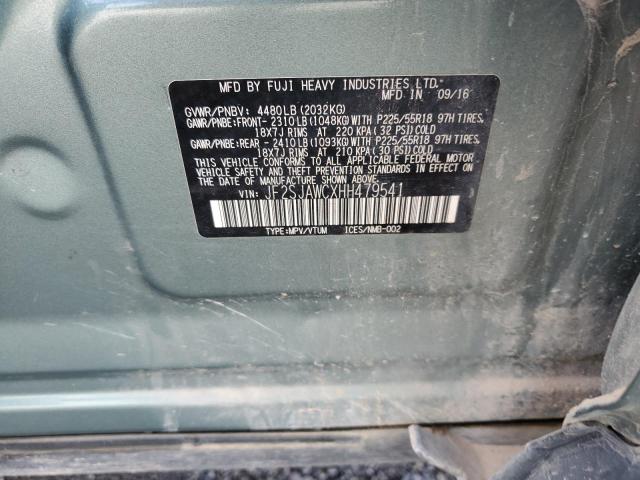 MFD BY FUJI HEAVY INDUSTRIES LTD.
MFD IN 09/16
GVWR/PNBV: 4480LB (2032KG)
GAWR/PNBE: FRONT- 2310LB (1048KG) WITH P225/55R18 97H TIRES,
18X7J RIMS AT 220 KPA (32 PSI) COLD
GAWR/PNBE: REAR - 2410LB (1093KG) WITH P225/55R18 97H TIRES,
18X7J RIMS AT 210 KPA (30 PSI) COLD
THIS VEHICLE CONFORMS TO ALL APPLICABLE FEDERAL MOTOR
VEHICLE SAFETY AND THEFT PREVENTION STANDARDS IN EFFECT
ON THE DATE OF MANUFACTURE SHOWN ABOVE.
VIN: JF2SJAWCXHH479541
TYPE:MPV/VTUM ICES/NMB-002